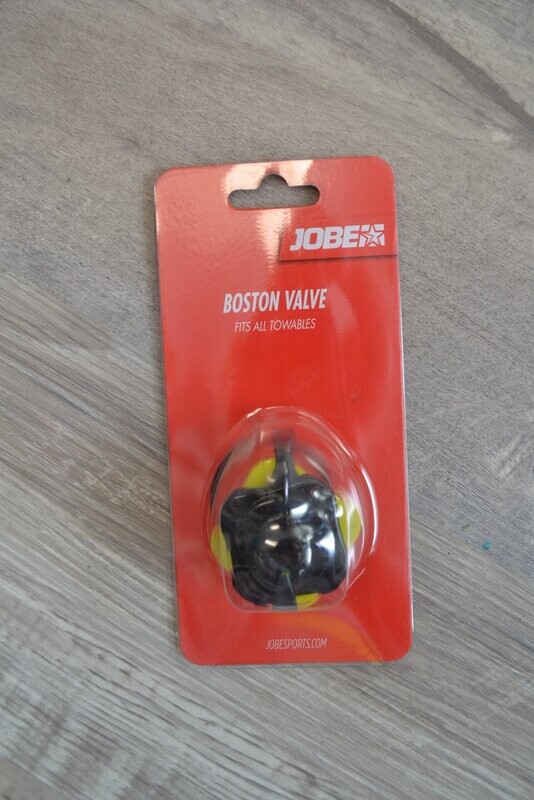 JOBE
BOSTON VALVE
FITS ALL TOWABLES
JOBESPORTS.COM